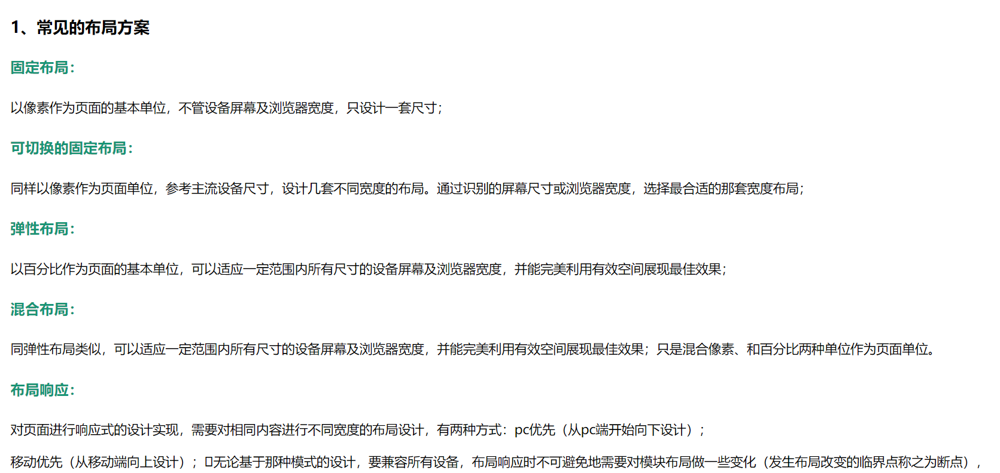 1、常见的布局方案
固定布局：
以像素作为页面的基本单位，不管设备屏幕及浏览器宽度，只设计一套尺寸；
可切换的固定布局：
同样以像素作为页面单位，参考主流设备尺寸，设计几套不同宽度的布局。通过识别的屏幕尺寸或浏览器宽度，选择最合适的那套宽度布局；
弹性布局：
以百分比作为页面的基本单位，可以适应一定范围内所有尺寸的设备屏幕及浏览器宽度，并能完美利用有效空间展现最佳效果；
混合布局：
同弹性布局类似，可以适应一定范围内所有尺寸的设备屏幕及浏览器宽度，并能完美利用有效空间展现最佳效果；只是混合像素、和百分比两种单位作为页面单位。
布局响应：
对页面进行响应式的设计实现，需要对相同内容进行不同宽度的布局设计，有两种方式：pc优先（从pc端开始向下设计）；
移动优先（从移动端向上设计）；无论基于那种模式的设计，要兼容所有设备，布局响应时不可避免地需要对模块布局做一些变化（发生布局改变的临界点称之为断点），